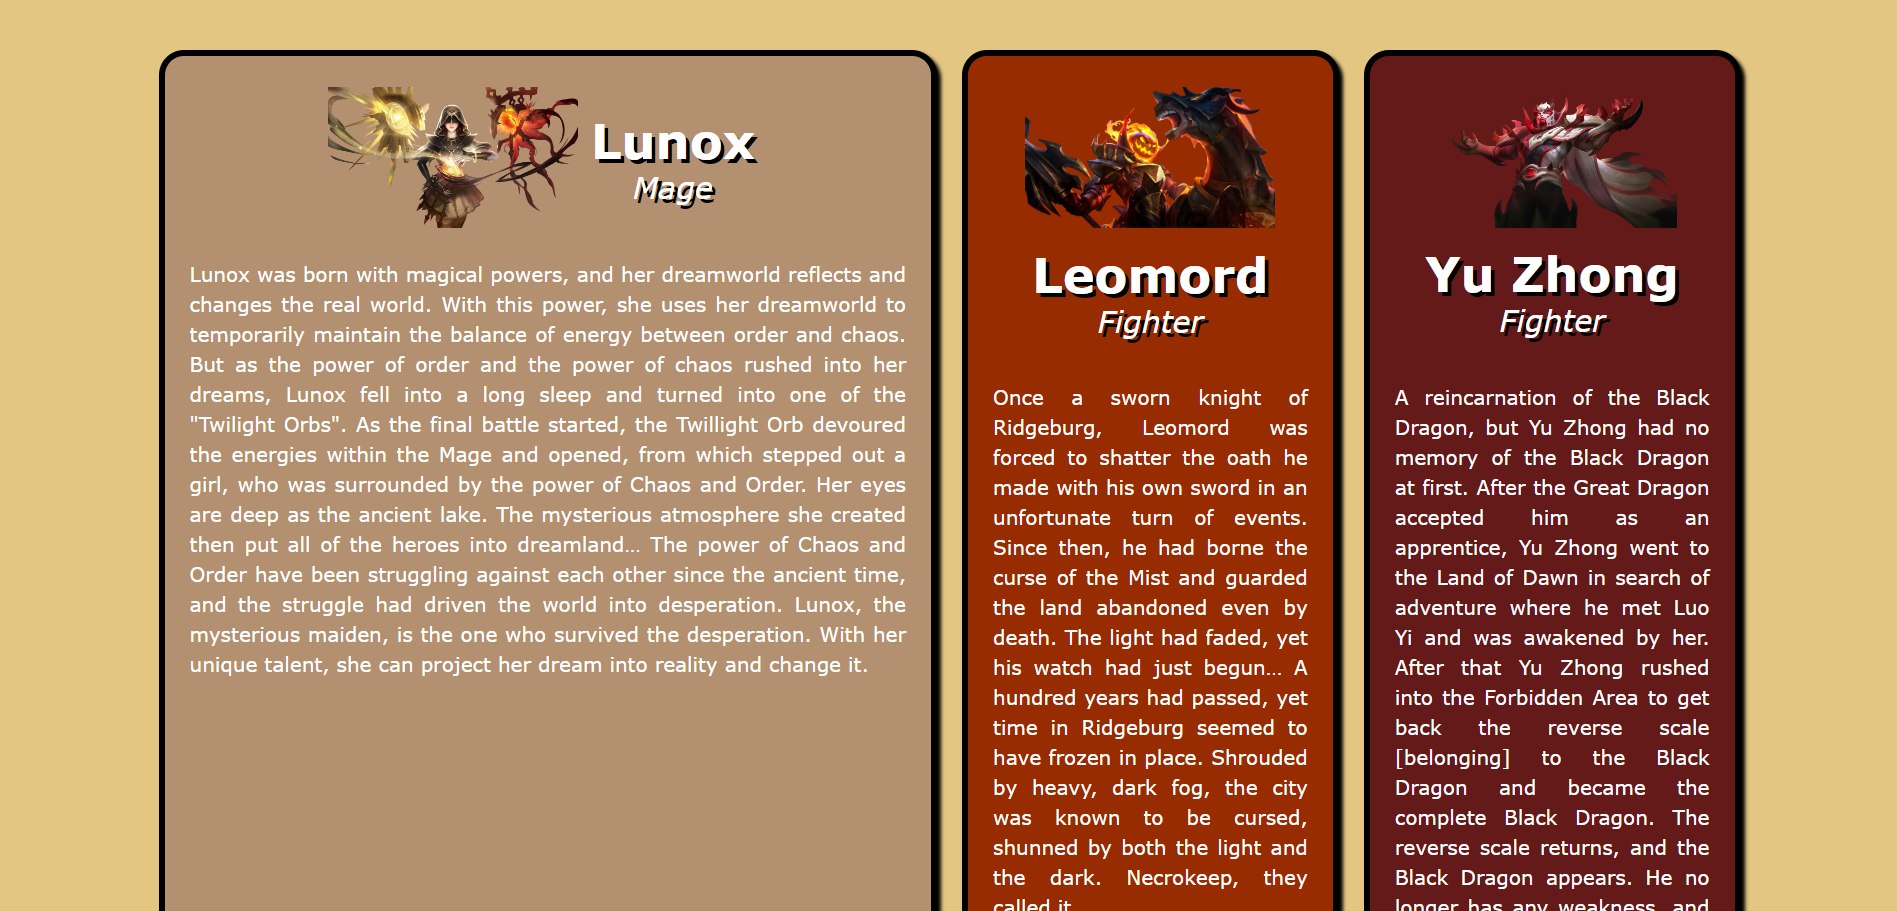 Lunox
Mage
Lunox was born with magical powers, and her dreamworld reflects and
changes the real world. With this power, she uses her dreamworld to
temporarily maintain the balance of energy between order and chaos.
But as the power of order and the power of chaos rushed into her
dreams, Lunox fell into a long sleep and turned into one of the
"Twilight Orbs". As the final battle started, the Twillight Orb devoured
the energies within the Mage and opened, from which stepped out a
girl, who was surrounded by the power of Chaos and Order. Her eyes
are deep as the ancient lake. The mysterious atmosphere she created
then put all of the heroes into dreamland... The power of Chaos and
Order have been struggling against each other since the ancient time,
and the struggle had driven the world into desperation. Lunox, the
mysterious maiden, is the one who survived the desperation. With her
unique talent, she can project her dream into reality and change it.
Leomord
Fighter
Once a sworn knight of
Ridgeburg, Leomord was
forced to shatter the oath he
made with his own sword in an
unfortunate turn of events.
Since then, he had borne the
curse of the Mist and guarded
the land abandoned even by
death. The light had faded, yet
his watch had just begun... A
hundred years had passed, yet
time in Ridgeburg seemed to
have frozen in place. Shrouded
by heavy, dark fog, the city
was known to be cursed,
shunned by both the light and
the dark. Necrokeep, they
called it
Yu Zhong
Fighter
A reincarnation of the Black
Dragon, but Yu Zhong had no
memory of the Black Dragon
at first. After the Great Dragon
accepted him as an
apprentice, Yu Zhong went to
the Land of Dawn in search of
adventure where he met Luo
Yi and was awakened by her.
After that Yu Zhong rushed
into the Forbidden Area to get
back the reverse scale
[belonging] to the Black
Dragon and became the
complete Black Dragon. The
reverse scale returns, and the
Black Dragon appears. He no
longer has any weakness, and